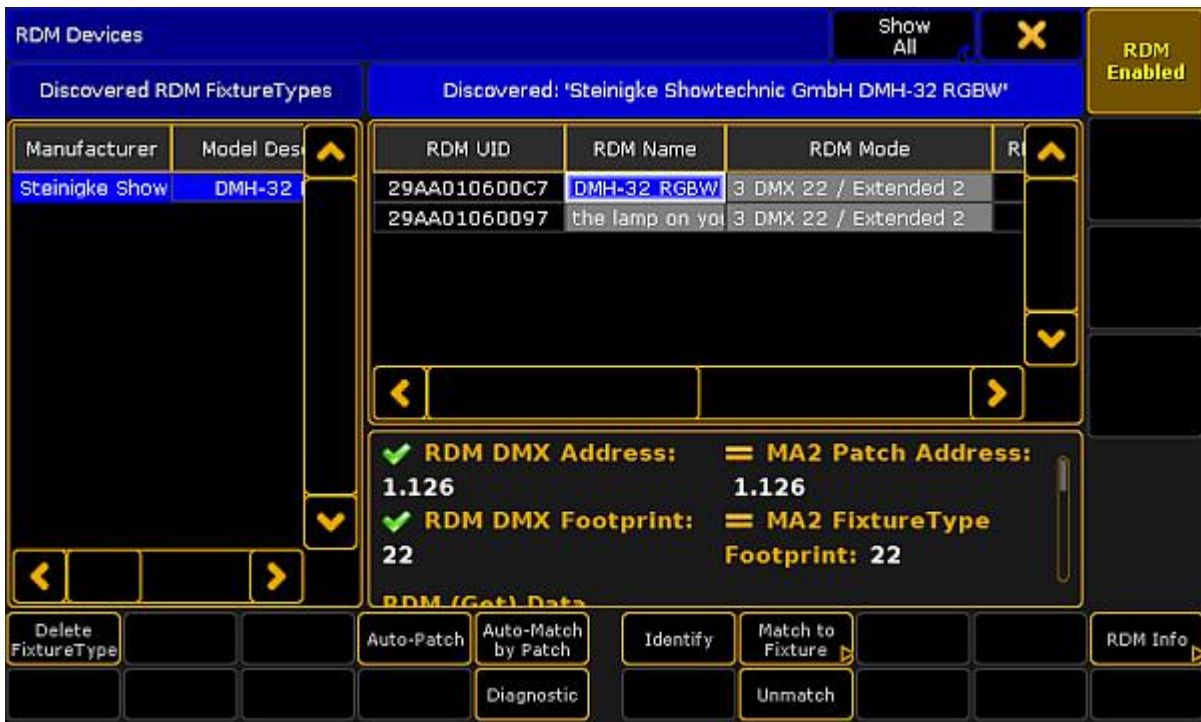 RDM Devices
Show
All
RDM
Enabled
Discovered RDM FixtureTypes
Discovered: 'Steinigke Showtechnic GmbH DMH-32 RGBW'
Manufacturer Model Des
RDM UID RDM Name RDM Mode
Steinigke Show DMH-32
29AA010600C7 DMH-32 RGBW 3 DMX 22 / Extended 2
29AA01060097 the lamp on you 3 DMX 22 / Extended 2
RDM DMX Address: = MA2 Patch Address:
1.126 1.126
RDM DMX Footprint: = MA2 FixtureType
22 Footprint: 22
RDM (Get) Data
Delete
FixtureType
Auto-Patch
Auto-Match
by Patch
Identify
Match to
Fixture
RDM Info
Diagnostic
Unmatch